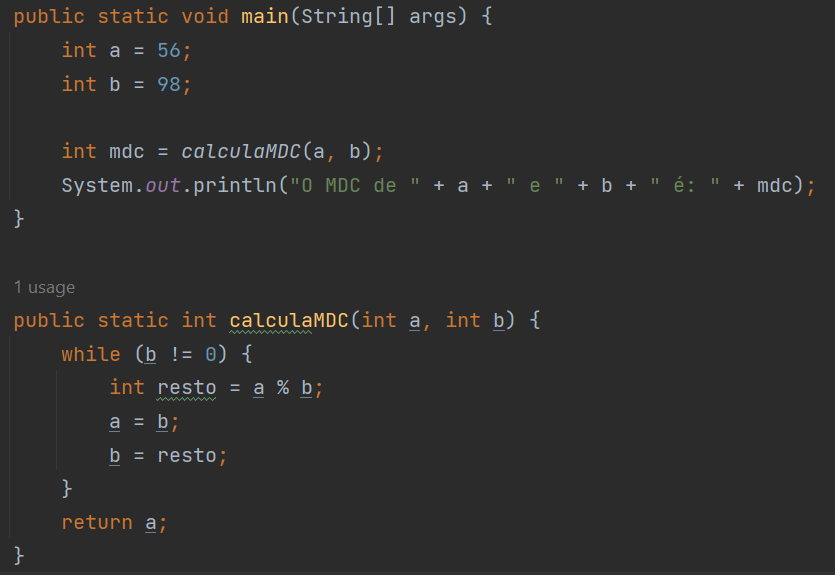 public static void main(String[] args) {
    int a = 56;
    int b = 98;

    int mdc = calculaMDC(a, b);
    System.out.println("O MDC de " + a + " e " + b + " é: " + mdc);
}

1 usage
public static int calculaMDC(int a, int b) {
    while (b != 0) {
        int resto = a % b;
        a = b;
        b = resto;
    }
    return a;
}